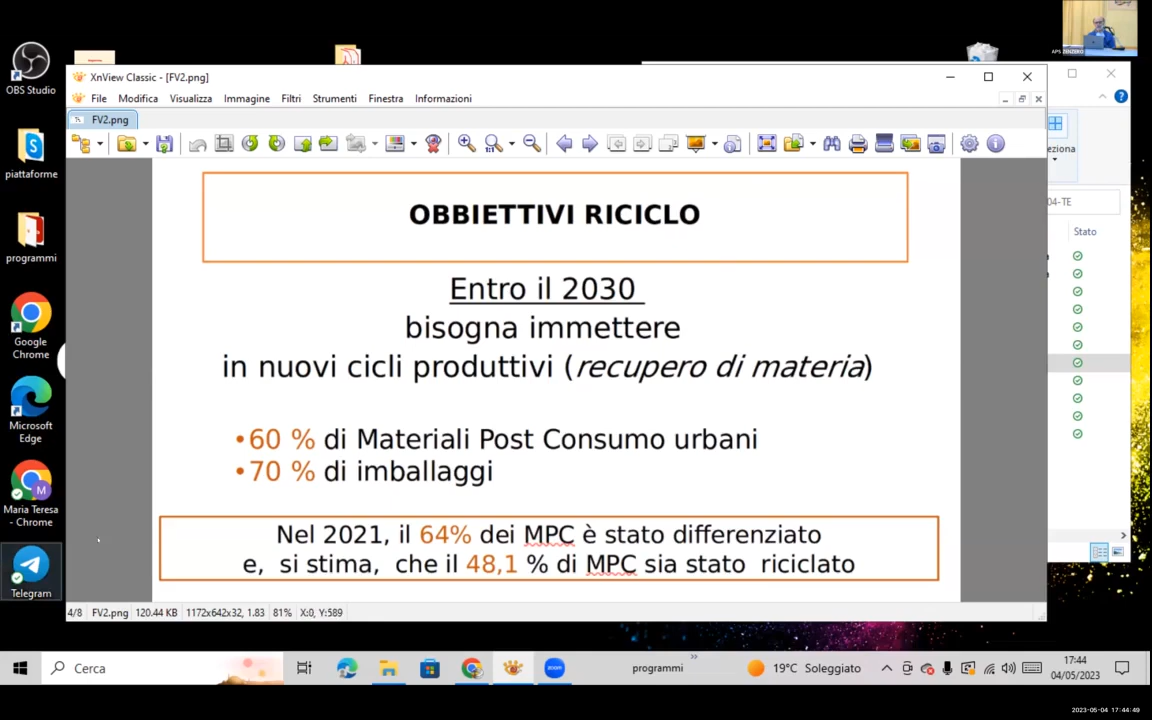 APS ZENZERO
OBS Studio
piattaforme
programmi
Google
Chrome
Microsoft
Edge
Maria Teresa
- Chrome
Telegram
XnView Classic - [FV2.png]
File Modifica Visualizza Immagine Filtri Strumenti Finestra Informazioni
FV2.png
OBBIETTIVI RICICLO
Entro il 2030
bisogna immettere
in nuovi cicli produttivi (recupero di materia)
•60 % di Materiali Post Consumo urbani
•70 % di imballaggi
Nel 2021, il 64% dei MPC è stato differenziato
e, si stima, che il 48,1 % di MPC sia stato riciclato
4/8 FV2.png 120.44 KB 1172x642x32, 1.83 81% X:0, Y:589
eziona
04-TE
Stato
Cerca
programmi
19°C Soleggiato
17:44
04/05/2023
2023-05-04 17:44:49